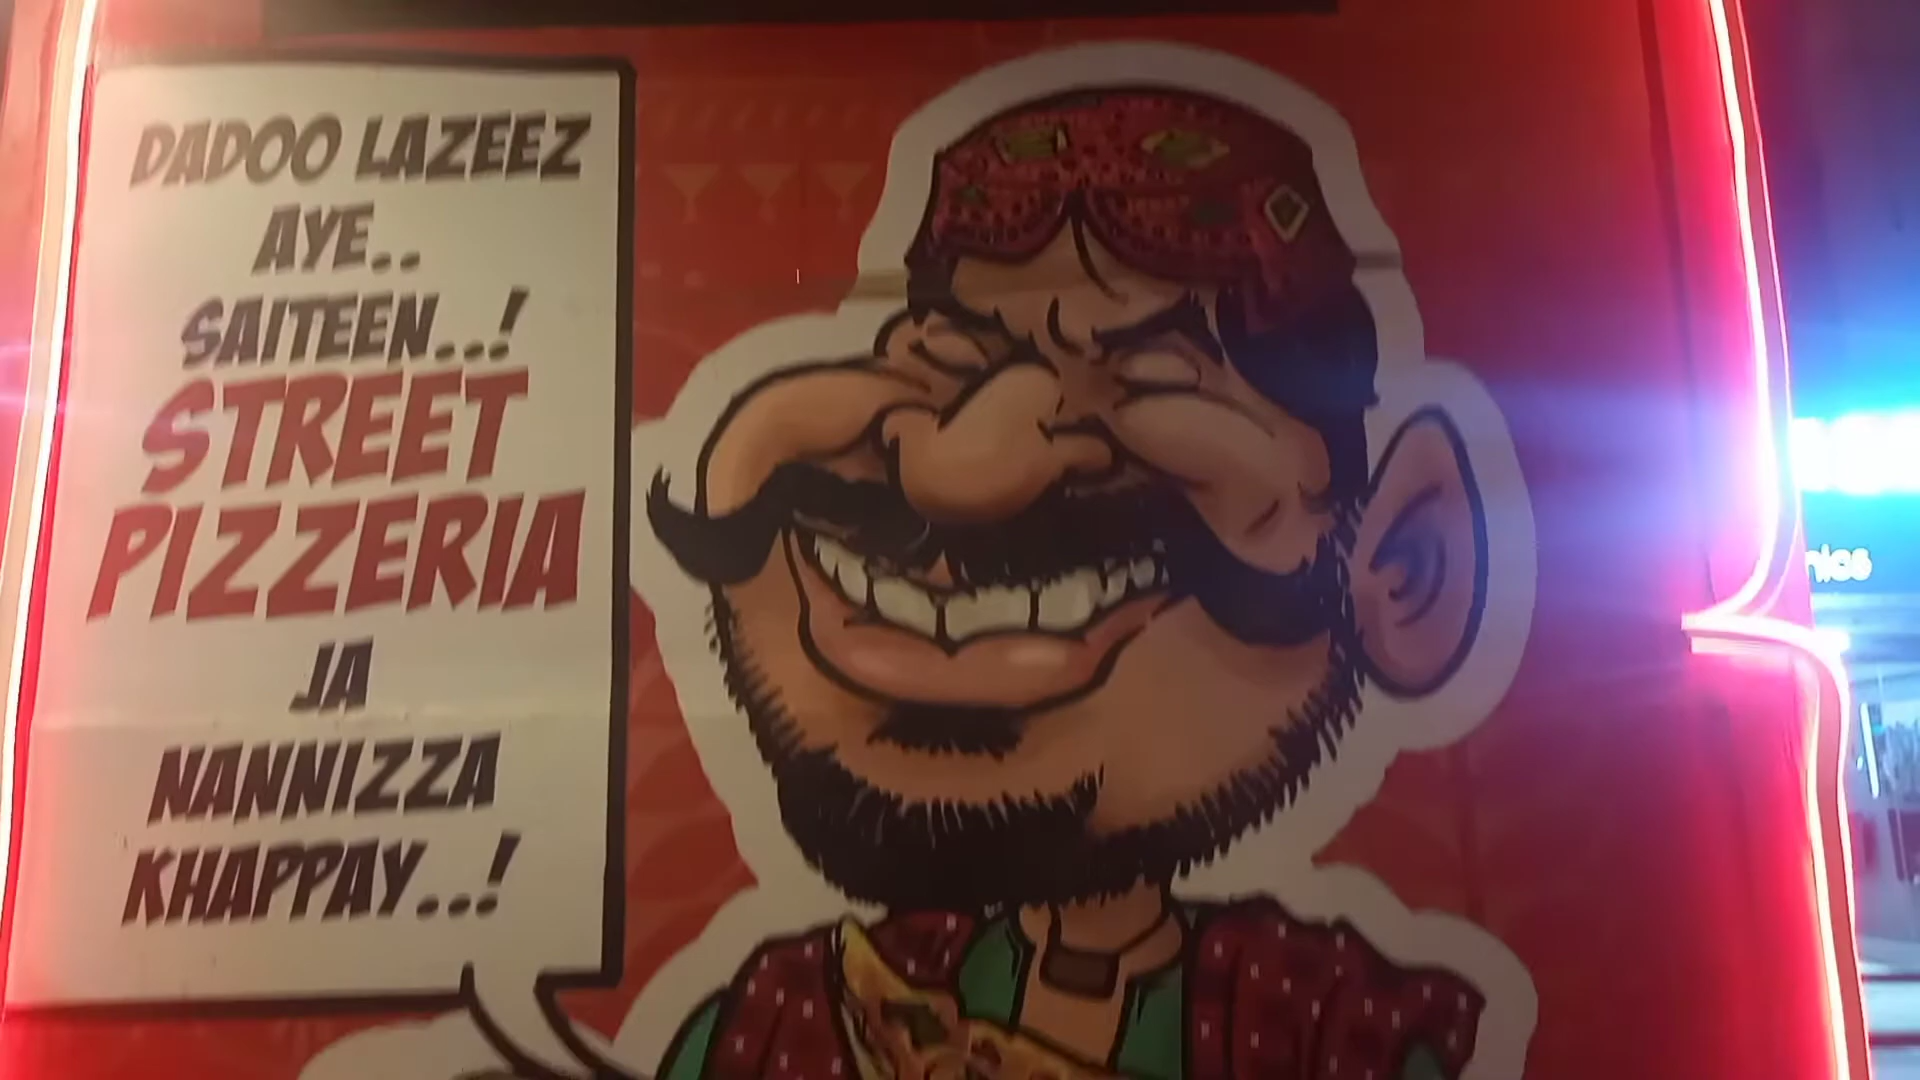 DADOO LAZEEZ
AYE..
SAITEEN..!
STREET
PIZZERIA
JA
NANNIZZA
KHAPPAY..!